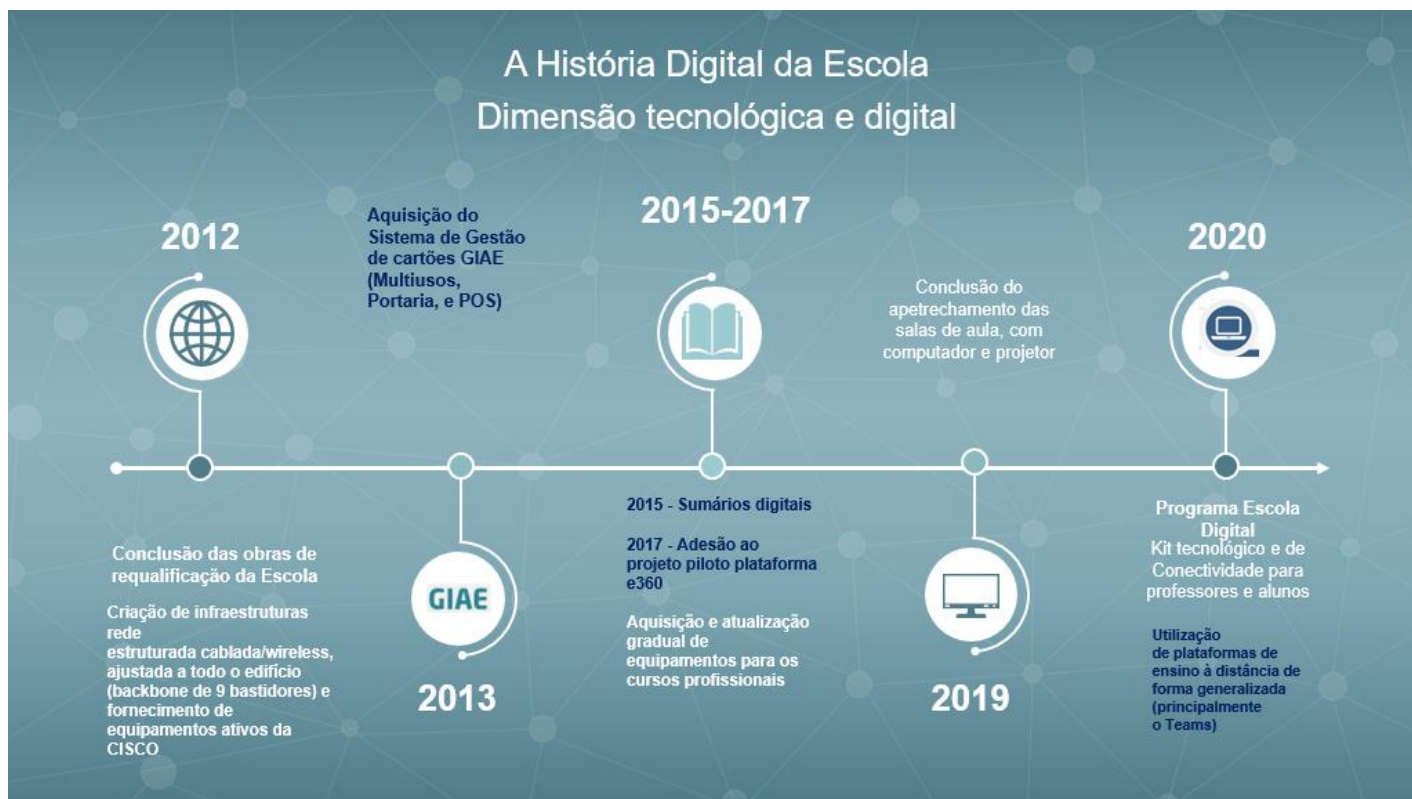 A História Digital da Escola
Dimensão tecnológica e digital
2012
Conclusão das obras de
requalificação da Escola
Criação de infraestruturas
rede
estruturada cablada/wireless,
ajustada a todo o edifício
(backbone de 9 bastidores) e
fornecimento de
equipamentos ativos da
CISCO
Aquisição do
Sistema de Gestão
de cartões GIAE
(Multiusos,
Portaria, e POS)
GIAE
2013
2015-2017
2015 - Sumários digitais
2017 - Adesão ao
projeto piloto plataforma
e360
Aquisição e atualização
gradual de
equipamentos para os
cursos profissionais
Conclusão do
apetrechamento das
salas de aula, com
computador e projetor
2019
2020
Programa Escola
Digital
Kit tecnológico e de
Conectividade para
professores e alunos
Utilização
de plataformas de
ensino à distância de
forma generalizada
(principalmente
o Teams)